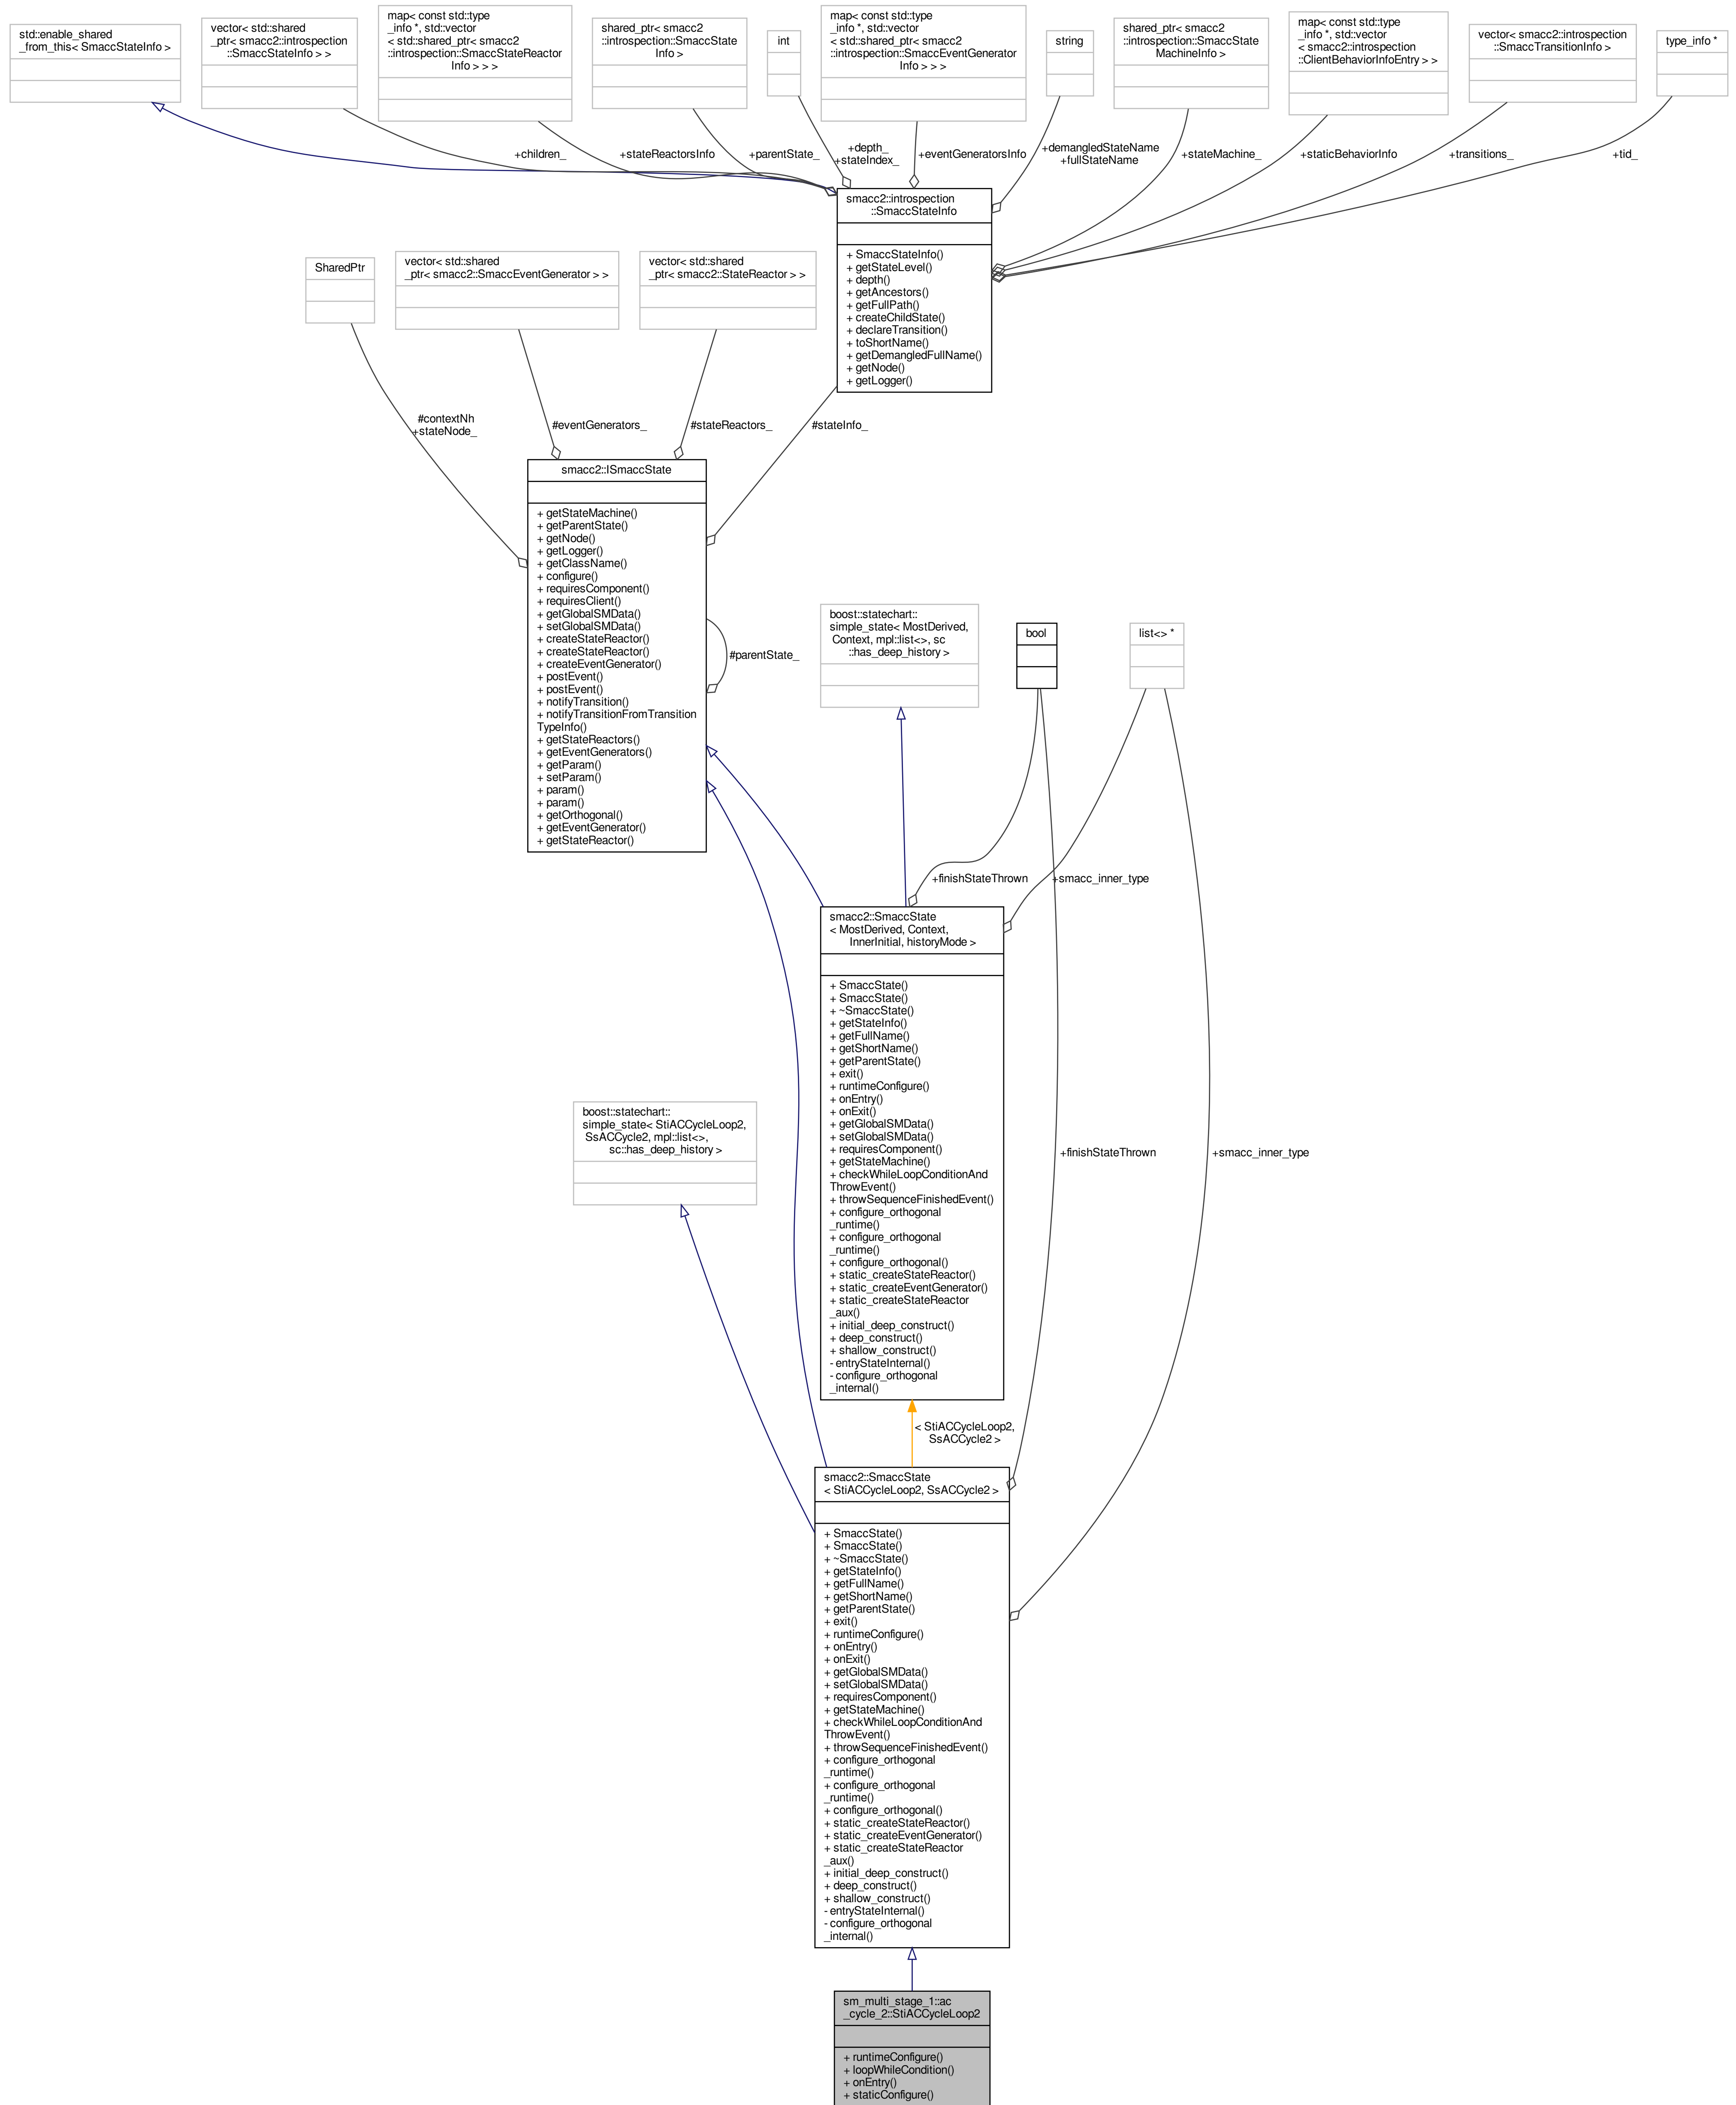 std::enable_shared
_from_this< SmaccStateInfo >
vector< std::shared
_ptr< smacc2::introspection
::SmaccStateInfo > >
map< const std::type
_info *, std::vector
< std::shared_ptr< smacc2
::introspection::SmaccStateReactor
Info > > >
shared_ptr< smacc2
::introspection::SmaccState
Info >
int
map< const std::type
_info *, std::vector
< std::shared_ptr< smacc2
::introspection::SmaccEventGenerator
Info > > >
string
shared_ptr< smacc2
::introspection::SmaccState
MachineInfo >
map< const std::type
_info *, std::vector
< smacc2::introspection
::ClientBehaviorInfoEntry > >
vector< smacc2::introspection
::SmaccTransitionInfo >
type_info *
+children_
+stateReactorsInfo
+parentState_
+depth_
+stateIndex_
+eventGeneratorsInfo
+demangledStateName
+fullStateName
+stateMachine_
+staticBehaviorInfo
+transitions_
+tid_
smacc2::introspection
::SmaccStateInfo
+ SmaccStateInfo()
+ getStateLevel()
+ depth()
+ getAncestors()
+ getFullPath()
+ createChildState()
+ declareTransition()
+ toShortName()
+ getDemangledFullName()
+ getNode()
+ getLogger()
SharedPtr
vector< std::shared
_ptr< smacc2::SmaccEventGenerator > >
vector< std::shared
_ptr< smacc2::StateReactor > >
#contextNh
+stateNode_
#eventGenerators_
#stateReactors_
#stateInfo_
smacc2::ISmaccState
+ getStateMachine()
+ getParentState()
+ getNode()
+ getLogger()
+ getClassName()
+ configure()
+ requiresComponent()
+ requiresClient()
+ getGlobalSMData()
+ setGlobalSMData()
+ createStateReactor()
+ createStateReactor()
+ createEventGenerator()
+ postEvent()
+ postEvent()
+ notifyTransition()
+ notifyTransitionFromTransition
TypeInfo()
+ getStateReactors()
+ getEventGenerators()
+ getParam()
+ setParam()
+ param()
+ param()
+ getOrthogonal()
+ getEventGenerator()
+ getStateReactor()
#parentState_
boost::statechart::
simple_state< MostDerived,
Context, mpl::list<>, sc
::has_deep_history >
bool
list<> *
+finishStateThrown
+smacc_inner_type
smacc2::SmaccState
< MostDerived, Context,
InnerInitial, historyMode >
+ SmaccState()
+ SmaccState()
+ ~SmaccState()
+ getStateInfo()
+ getFullName()
+ getShortName()
+ getParentState()
+ exit()
+ runtimeConfigure()
+ onEntry()
+ onExit()
+ getGlobalSMData()
+ setGlobalSMData()
+ requiresComponent()
+ getStateMachine()
+ checkWhileLoopConditionAnd
ThrowEvent()
+ throwSequenceFinishedEvent()
+ configure_orthogonal
_runtime()
+ configure_orthogonal
_runtime()
+ configure_orthogonal()
+ static_createStateReactor()
+ static_createEventGenerator()
+ static_createStateReactor
_aux()
+ initial_deep_construct()
+ deep_construct()
+ shallow_construct()
- entryStateInternal()
- configure_orthogonal
_internal()
boost::statechart::
simple_state< StiACCycleLoop2,
SsACCycle2, mpl::list<>,
sc::has_deep_history >
+finishStateThrown
+smacc_inner_type
< StiACCycleLoop2,
SsACCycle2 >
smacc2::SmaccState
< StiACCycleLoop2, SsACCycle2 >
+ SmaccState()
+ SmaccState()
+ ~SmaccState()
+ getStateInfo()
+ getFullName()
+ getShortName()
+ getParentState()
+ exit()
+ runtimeConfigure()
+ onEntry()
+ onExit()
+ getGlobalSMData()
+ setGlobalSMData()
+ requiresComponent()
+ getStateMachine()
+ checkWhileLoopConditionAnd
ThrowEvent()
+ throwSequenceFinishedEvent()
+ configure_orthogonal
_runtime()
+ configure_orthogonal
_runtime()
+ configure_orthogonal()
+ static_createStateReactor()
+ static_createEventGenerator()
+ static_createStateReactor
_aux()
+ initial_deep_construct()
+ deep_construct()
+ shallow_construct()
- entryStateInternal()
- configure_orthogonal
_internal()
sm_multi_stage_1::ac
_cycle_2::StiACCycleLoop2
+ runtimeConfigure()
+ loopWhileCondition()
+ onEntry()
+ staticConfigure()